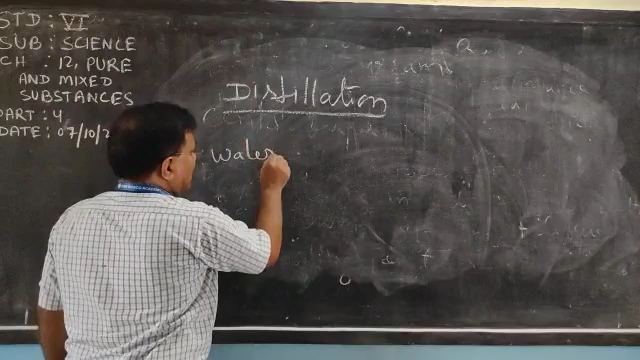 STD : VI
SUB : SCIENCE
CH : 12, PURE
AND MIXED
SUBSTANCES
PART : 4
DATE : 07/10/2
Distillation
Water